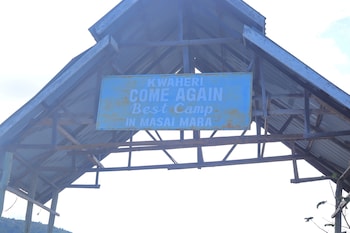 KWAHERI
COME AGAIN
Best Camp
IN MASAI MARA